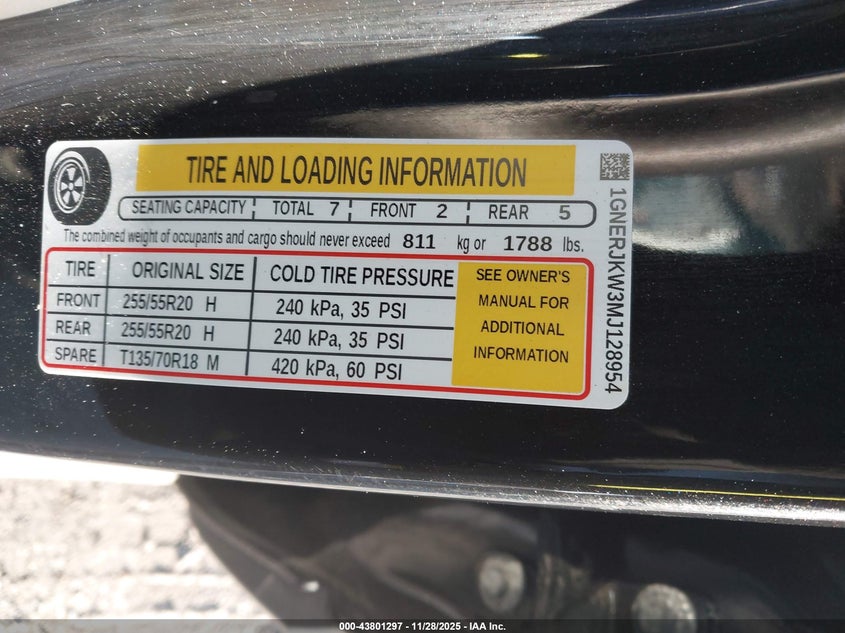 TIRE AND LOADING INFORMATION
SEATING CAPACITY TOTAL 7 FRONT 2 REAR 5
The combined weight of occupants and cargo should never exceed 811 kg or 1788 lbs.
TIRE ORIGINAL SIZE COLD TIRE PRESSURE
FRONT 255/55R20 H 240 kPa, 35 PSI
REAR 255/55R20 H 240 kPa, 35 PSI
SPARE T135/70R18 M 420 kPa, 60 PSI
SEE OWNER'S
MANUAL FOR
ADDITIONAL
INFORMATION
1GNERJKW3MJ128954
000-43801297 - 11/28/2025 - IAA Inc.